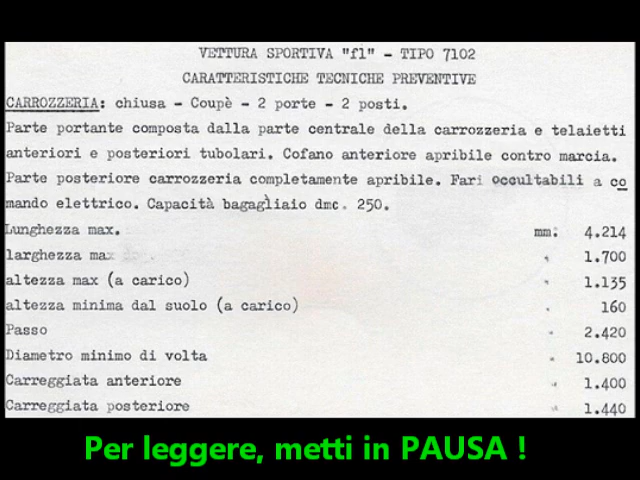 VETTURA SPORTIVA "fl" - TIPO 7102
CARATTERISTICHE TECNICHE PREVENTIVE
CARROZZERIA: chiusa - Coupè - 2 porte - 2 posti.
Parte portante composta dalla parte centrale della carrozzeria e telaietti
anteriori e posteriori tubolari. Cofano anteriore apribile contro marcia.
Parte posteriore carrozzeria completamente apribile. Fari occultabili a co
mando elettrico. Capacità bagagliaio dmc. 250.
Lunghezza max. mm. 4.214
larghezza max " 1.700
altezza max (a carico) " 1.135
altezza minima dal suolo (a carico) " 160
Passo " 2.420
Diametro minimo di volta " 10.800
Carreggiata anteriore " 1.400
Carreggiata posteriore " 1.440
Per leggere, metti in PAUSA !